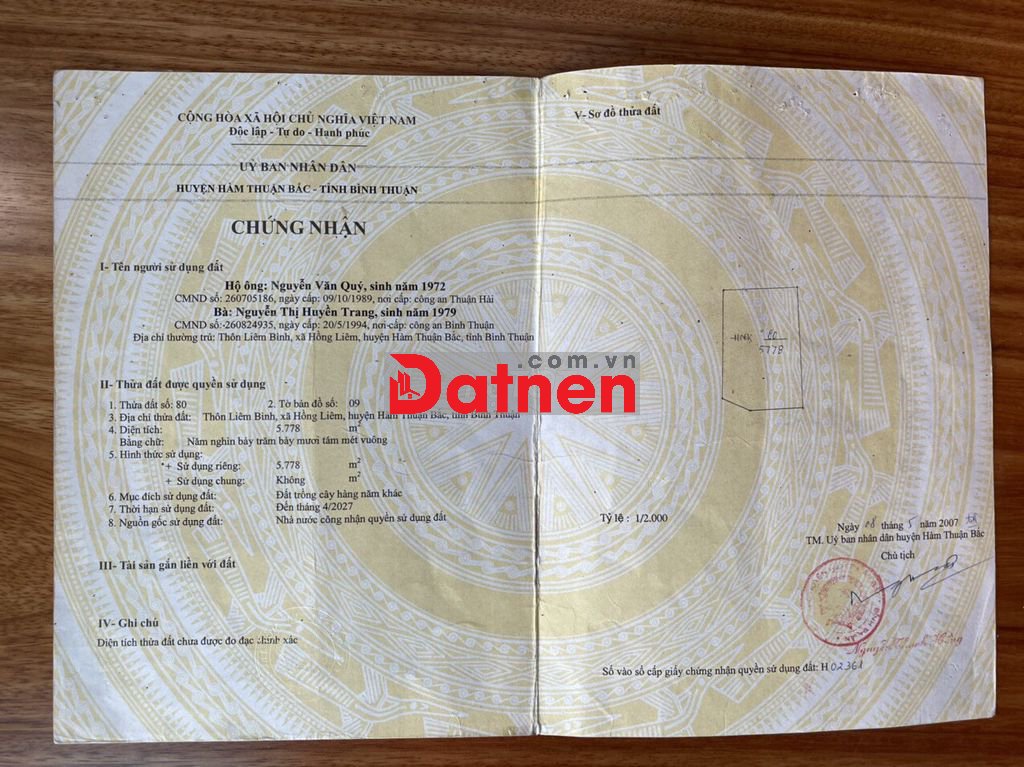 CỘNG HÒA XÃ HỘI CHỦ NGHĨA VIỆT NAM
Độc lập - Tự do - Hạnh phúc
UỶ BAN NHÂN DÂN
HUYỆN HÀM THUẬN BẮC - TỈNH BÌNH THUẬN
CHỨNG NHẬN
I- Tên người sử dụng đất
Hộ ông: Nguyễn Văn Quý, sinh năm 1972
CMND số: 260705186, ngày cấp: 09/10/1989, nơi cấp: công an Thuận Hải
Bà: Nguyễn Thị Huyền Trang, sinh năm 1979
CMND số: 260824935, ngày cấp: 20/5/1994, nơi cấp: công an Bình Thuận
Địa chỉ thường trú: Thôn Liêm Bình, xã Hồng Liêm, huyện Hàm Thuận Bắc, tỉnh Bình Thuận
II- Thửa đất được quyền sử dụng
1. Thửa đất số: 80 2. Tờ bản đồ số: 09
3. Địa chỉ thửa đất: Thôn Liêm Bình, xã Hồng Liêm, huyện Hàm Thuận Bắc, tỉnh Bình Thuận
4. Diện tích: 5.778 m²
Bằng chữ: Năm nghìn bảy trăm bảy mươi tám mét vuông
5. Hình thức sử dụng:
+ Sử dụng riêng: 5.778 m²
+ Sử dụng chung: Không m²
6. Mục đích sử dụng đất: Đất trồng cây hàng năm khác
7. Thời hạn sử dụng đất: Đến tháng 4/2027
8. Nguồn gốc sử dụng đất: Nhà nước công nhận quyền sử dụng đất
III- Tài sản gắn liền với đất
IV- Ghi chú
Diện tích thửa đất chưa được đo đạc chính xác
V- Sơ đồ thửa đất
80
5778
Datnen
.com.vn
Tỷ lệ : 1/2.000
Ngày 08 tháng 5 năm 2007
TM. Uỷ ban nhân dân huyện Hàm Thuận Bắc
Chủ tịch
Số vào sổ cấp giấy chứng nhận quyền sử dụng đất: H 02361